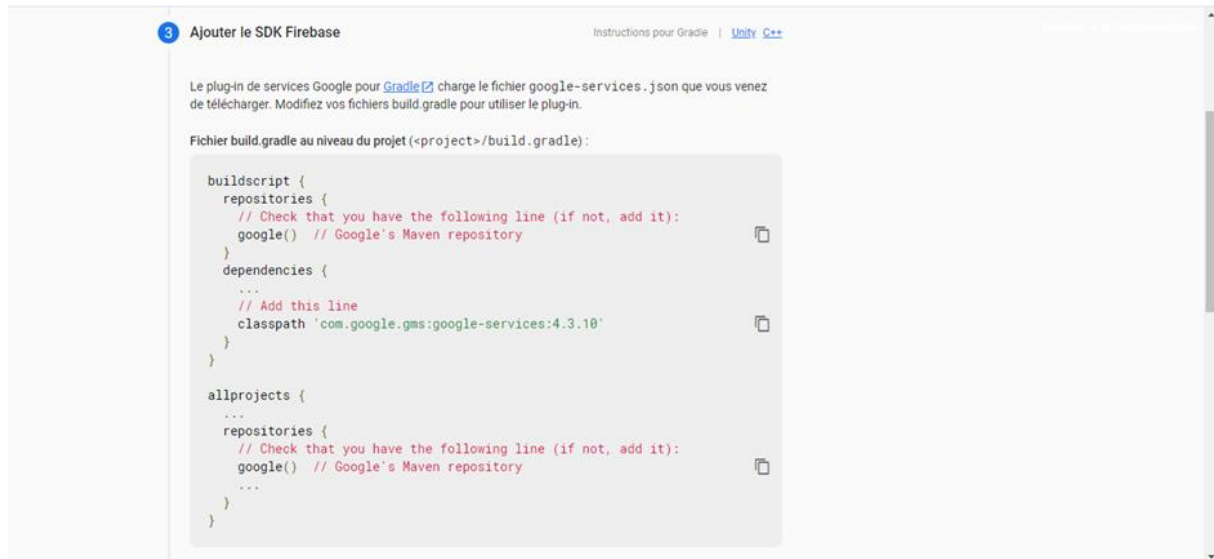 3 Ajouter le SDK Firebase Instructions pour Gradle | Unity C++
Le plug-in de services Google pour Gradle charge le fichier google-services.json que vous venez
de télécharger. Modifiez vos fichiers build.gradle pour utiliser le plug-in.
Fichier build.gradle au niveau du projet (<project>/build.gradle) :
buildscript {
repositories {
// Check that you have the following line (if not, add it):
google() // Google's Maven repository
}
dependencies {
...
// Add this line
classpath 'com.google.gms:google-services:4.3.10'
}
}
allprojects {
...
repositories {
// Check that you have the following line (if not, add it):
google() // Google's Maven repository
...
}
}